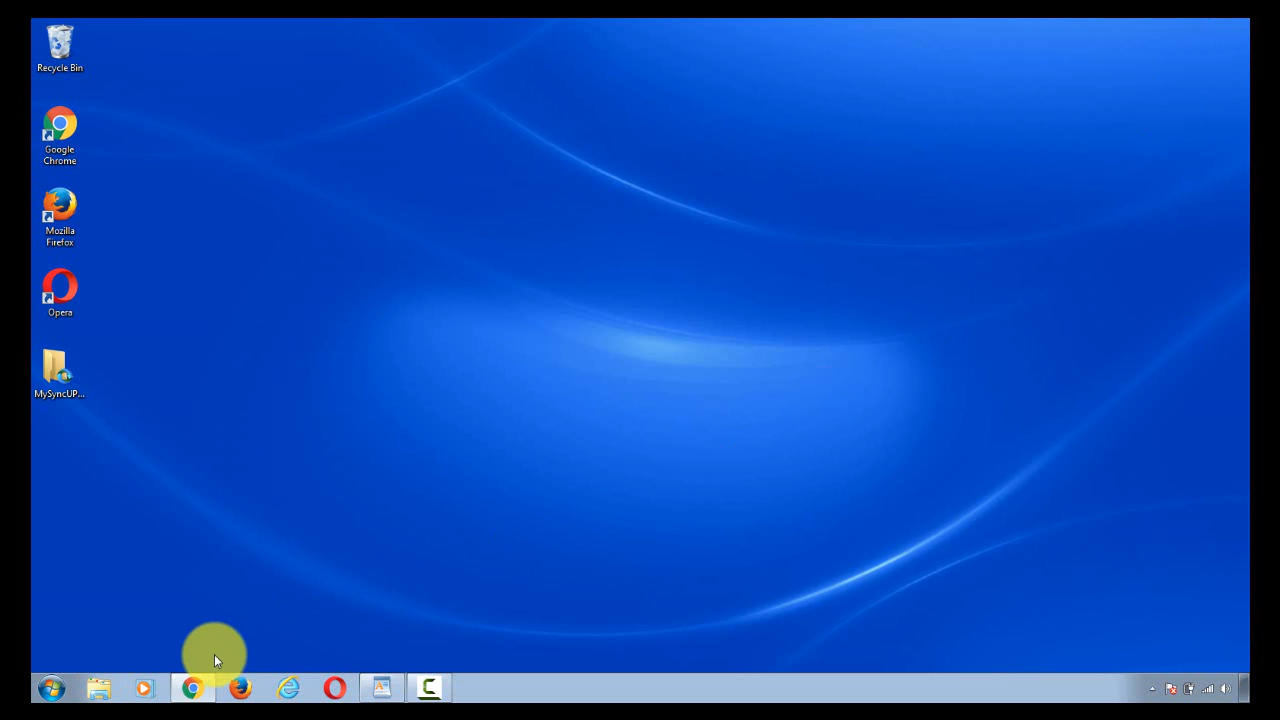 Recycle Bin
Google
Chrome
Mozilla
Firefox
Opera
MySyncUP...